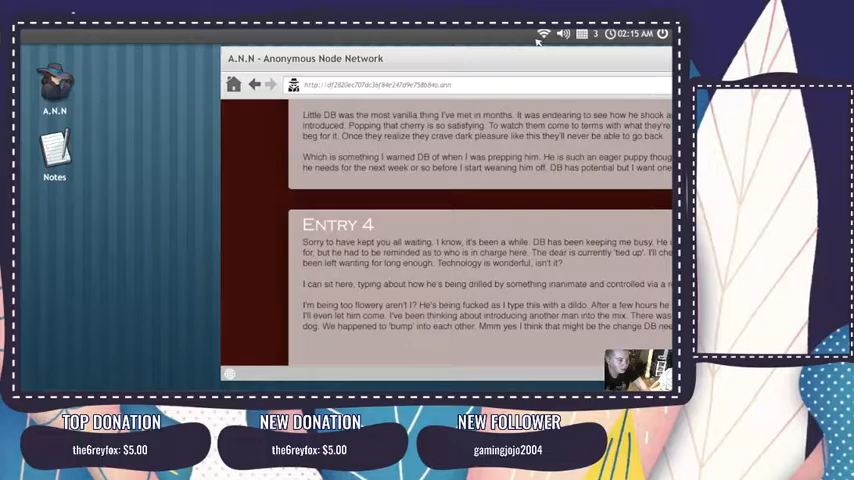 3 02:15 AM
A.N.N - Anonymous Node Network
http://df2820ec707dc36f84e247d9e758b84s.ann
A.N.N
Notes
Little DB was the most vanilla thing I've met in months. It was endearing to see how he shook a
introduced. Popping that cherry is so satisfying. To watch them come to terms with what they're
beg for it. Once they realize they crave dark pleasure like this they'll never be able to go back
Which is something I warned DB of when I was prepping him. He is such an eager puppy thoug
he needs for the next week or so before I start weaning him off. DB has potential but I want one
Entry 4
Sorry to have kept you all waiting. I know, it's been a while. DB has been keeping me busy. He i
for, but he had to be reminded as to who is in charge here. The dear is currently 'tied up'. I'll che
been left wanting for long enough. Technology is wonderful, isn't it?
I can sit here, typing about how he's being drilled by something inanimate and controlled via a r
I'm being too flowery aren't I? He's being fucked as I type this with a dildo. After a few hours he
I'll even let him come. I've been thinking about introducing another man into the mix. There was
dog. We happened to 'bump' into each other. Mmm yes I think that might be the change DB nee
TOP DONATION
the6reyfox: $5.00
NEW DONATION
the6reyfox: $5.00
NEW FOLLOWER
gamingjojo2004